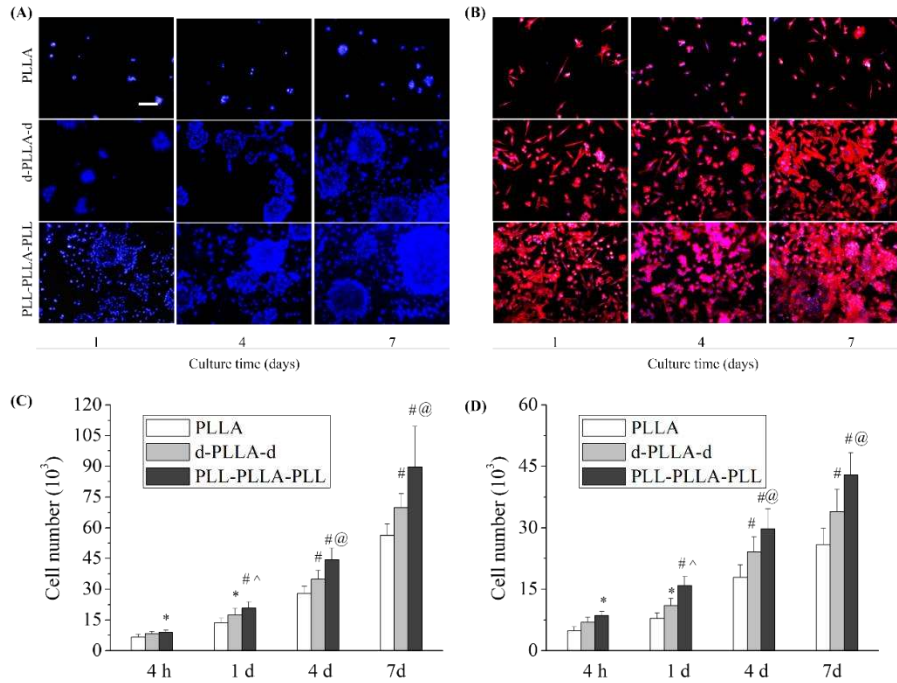 (A)
(B)
PLLA
d-PLLA-d
PLL-PLLA-PLL
1 4 7
Culture time (days)
1 4 7
Culture time (days)
(C)
120
105
90
75
60
45
30
15
0
Cell number (10³)
PLLA
d-PLLA-d
PLL-PLLA-PLL
*
*
# ^
#
#@
#
#@
4 h 1 d 4 d 7d
(D)
60
45
30
15
0
Cell number (10³)
PLLA
d-PLLA-d
PLL-PLLA-PLL
*
*
# ^
#
#@
#
#@
4 h 1 d 4 d 7d